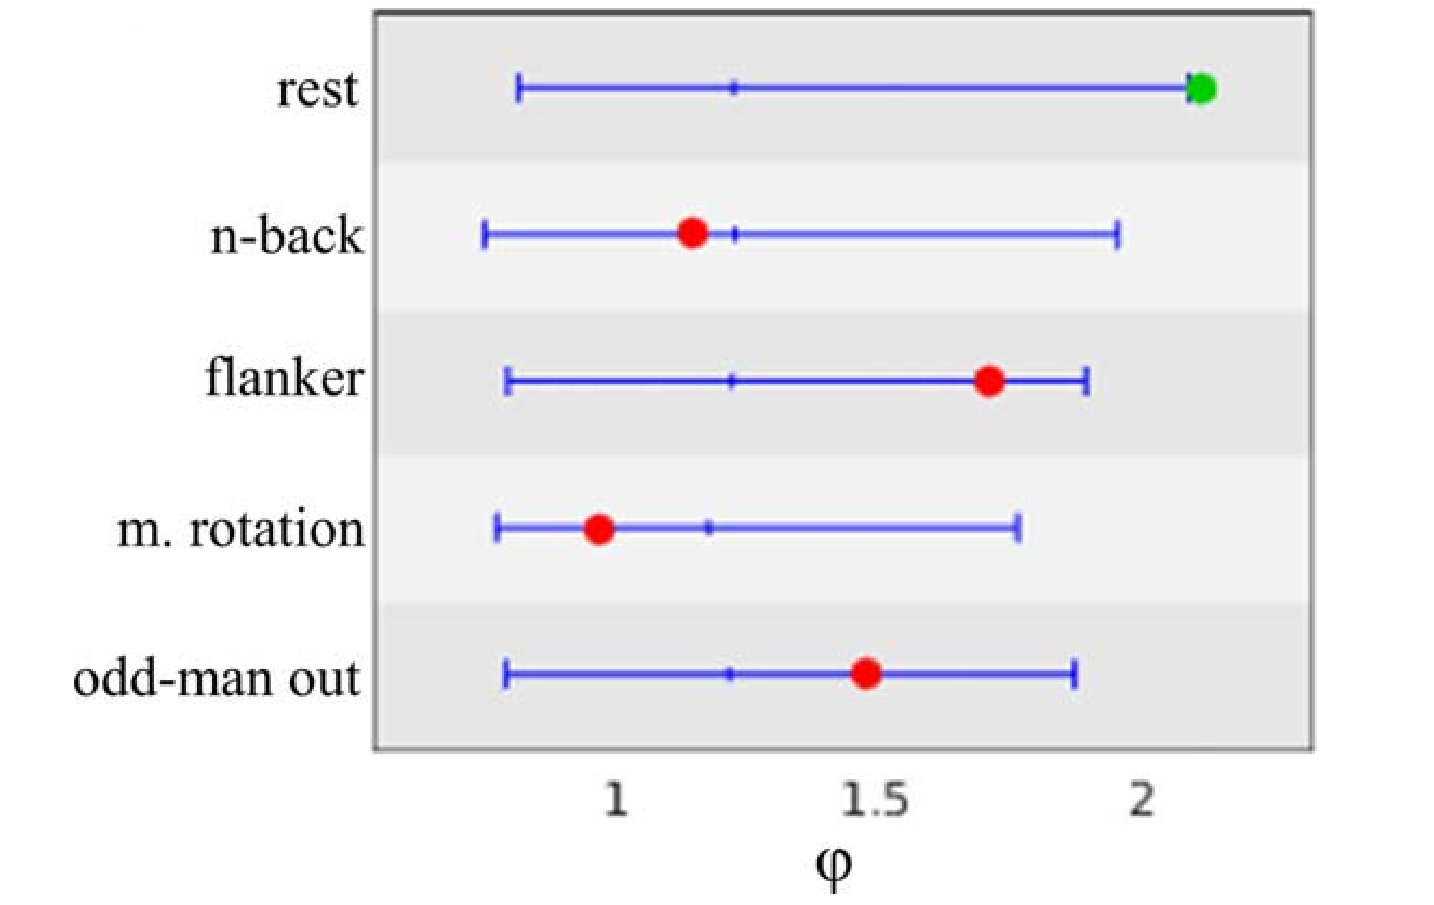 rest
n-back
flanker
m. rotation
odd-man out
1 1.5 2
φ